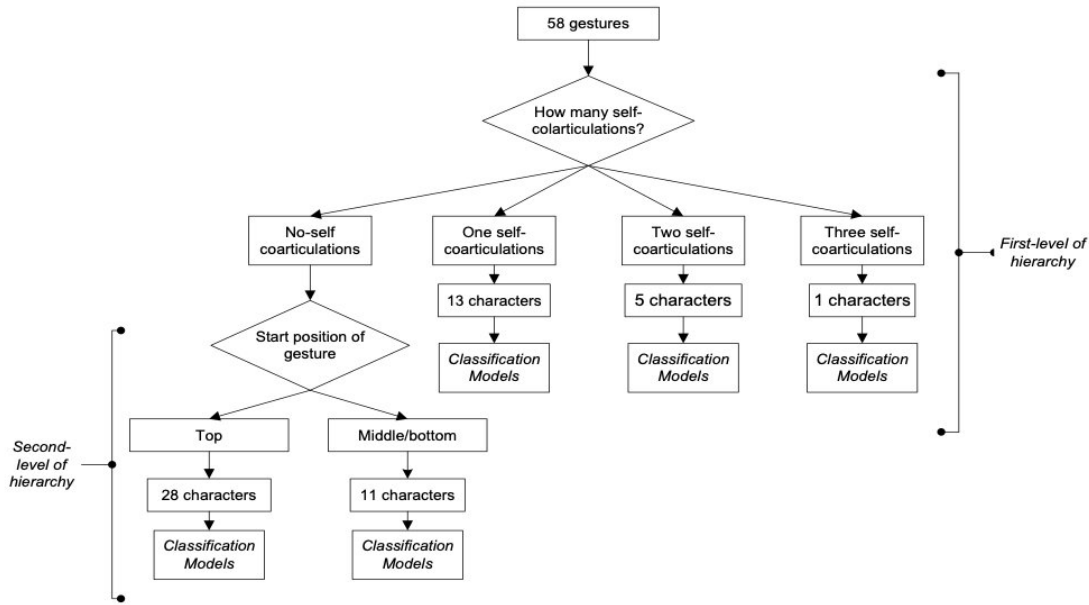 58 gestures
How many self-
colarticulations?
No-self
coarticulations
One self-
coarticulations
Two self-
coarticulations
Three self-
coarticulations
First-level of
hierarchy
13 characters
5 characters
1 characters
Start position of
gesture
Classification
Models
Classification
Models
Classification
Models
Second-
level of
hierarchy
Top
Middle/bottom
28 characters
11 characters
Classification
Models
Classification
Models